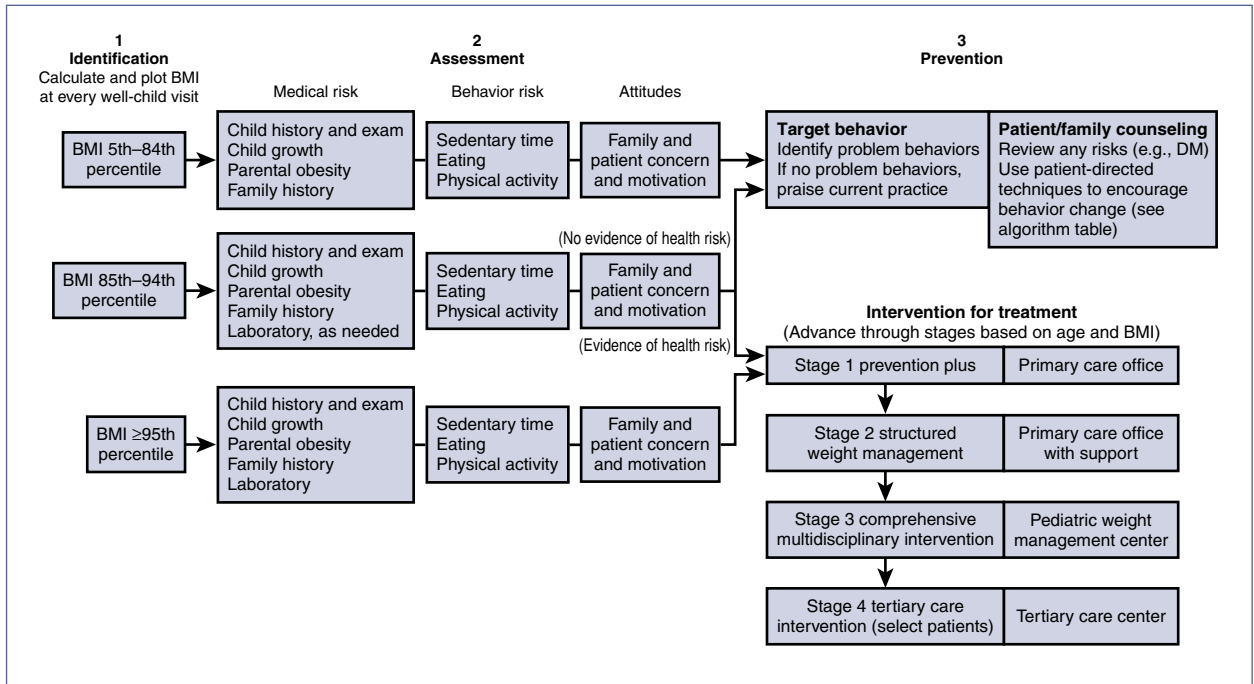 1
Identification
Calculate and plot BMI
at every well-child visit
2
Assessment
Medical risk
Behavior risk
Attitudes
3
Prevention
BMI 5th–84th
percentile
Child history and exam
Child growth
Parental obesity
Family history
Sedentary time
Eating
Physical activity
Family and
patient concern
and motivation
Target behavior
Identify problem behaviors
If no problem behaviors,
praise current practice
Patient/family counseling
Review any risks (e.g., DM)
Use patient-directed
techniques to encourage
behavior change (see
algorithm table)
(No evidence of health risk)
BMI 85th–94th
percentile
Child history and exam
Child growth
Parental obesity
Family history
Laboratory, as needed
Sedentary time
Eating
Physical activity
Family and
patient concern
and motivation
(Evidence of health risk)
BMI ≥95th
percentile
Child history and exam
Child growth
Parental obesity
Family history
Laboratory
Sedentary time
Eating
Physical activity
Family and
patient concern
and motivation
Intervention for treatment
(Advance through stages based on age and BMI)
Stage 1 prevention plus
Primary care office
Stage 2 structured
weight management
Primary care office
with support
Stage 3 comprehensive
multidisciplinary intervention
Pediatric weight
management center
Stage 4 tertiary care
intervention (select patients)
Tertiary care center